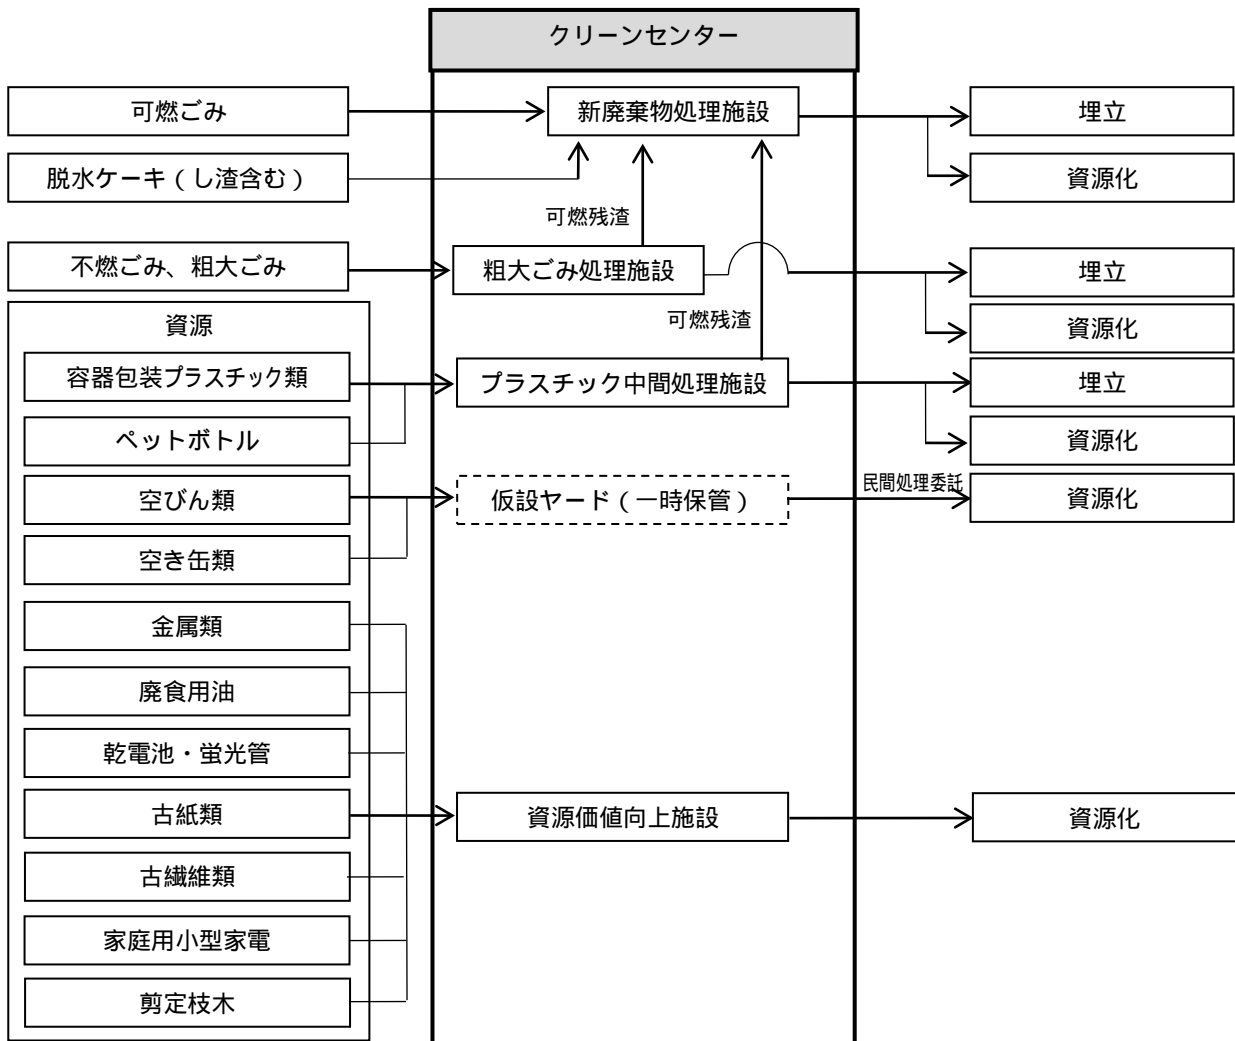 クリーンセンター
可燃ごみ
新廃棄物処理施設
埋立
脱水ケーキ(し渣含む)
資源化
可燃残渣
不燃ごみ、粗大ごみ
粗大ごみ処理施設
埋立
可燃残渣
資源化
資源
容器包装プラスチック類
プラスチック中間処理施設
埋立
ペットボトル
資源化
空びん類
仮設ヤード(一時保管)
民間処理委託
資源化
空き缶類
金属類
廃食用油
乾電池・蛍光管
古紙類
資源価値向上施設
資源化
古繊維類
家庭用小型家電
剪定枝木